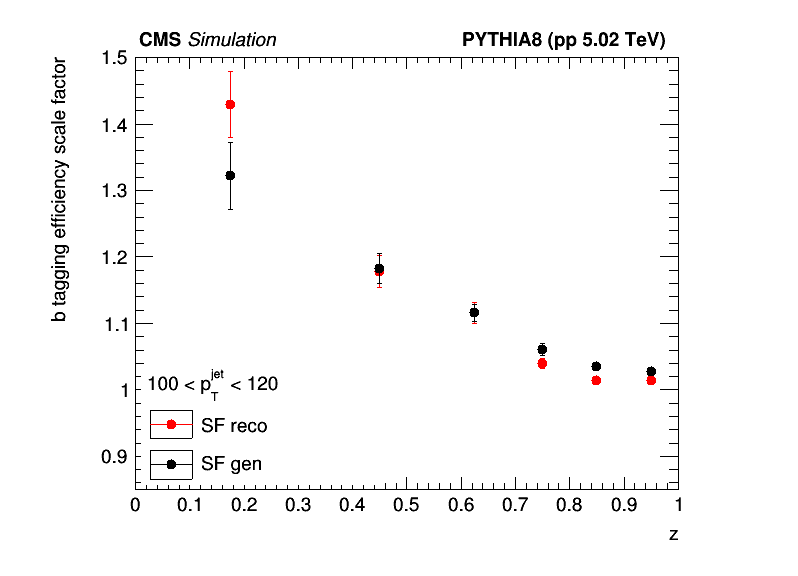 CMS Simulation PYTHIA8 (pp 5.02 TeV)
b tagging efficiency scale factor
1.5
1.4
1.3
1.2
1.1
1
0.9
100 < p_T^jet < 120
SF reco
SF gen
0 0.1 0.2 0.3 0.4 0.5 0.6 0.7 0.8 0.9 1
z